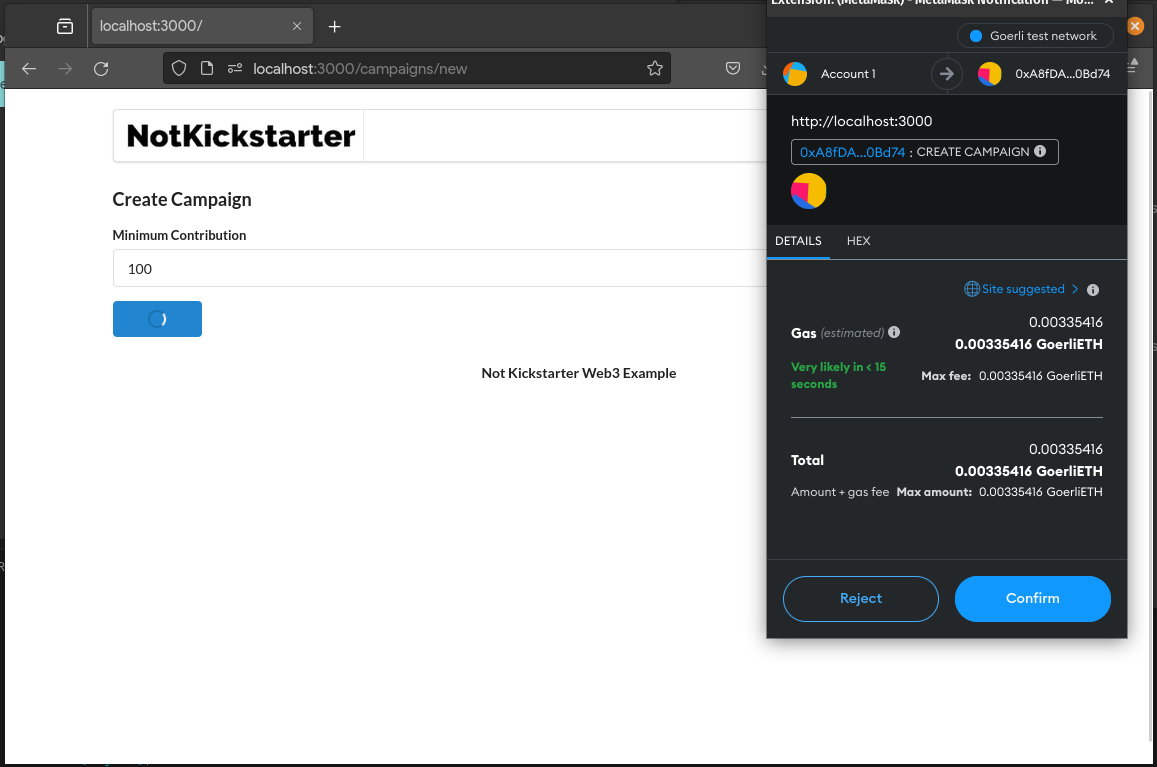 localhost:3000/
localhost:3000/campaigns/new
NotKickstarter
Create Campaign
Minimum Contribution
100
Not Kickstarter Web3 Example
Extension: (MetaMask) - MetaMask Notification — Mo...
Goerli test network
Account 1
0xA8fDA...0Bd74
http://localhost:3000
0xA8fDA...0Bd74 : CREATE CAMPAIGN
DETAILS HEX
Site suggested >
0.00335416
Gas (estimated) 0.00335416 GoerliETH
Very likely in < 15
seconds
Max fee: 0.00335416 GoerliETH
0.00335416
Total 0.00335416 GoerliETH
Amount + gas fee Max amount: 0.00335416 GoerliETH
Reject Confirm